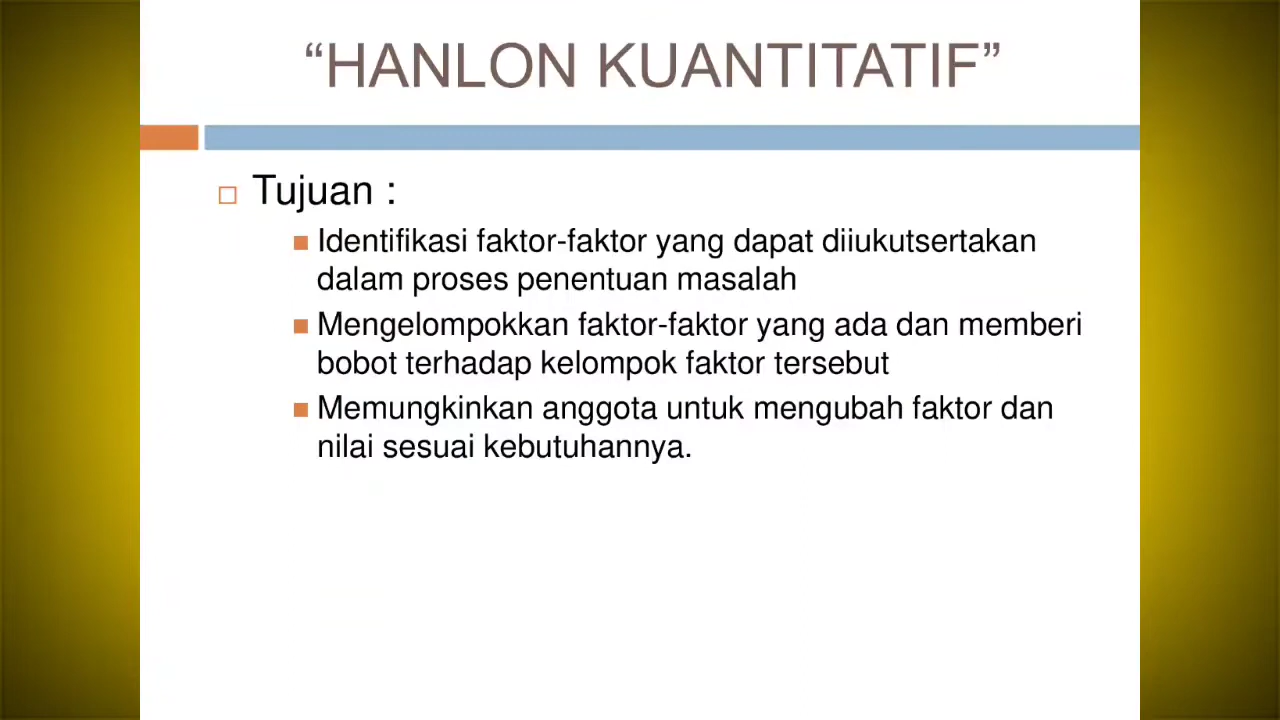 “HANLON KUANTITATIF”
Tujuan :
Identifikasi faktor-faktor yang dapat diiukutsertakan
dalam proses penentuan masalah
Mengelompokkan faktor-faktor yang ada dan memberi
bobot terhadap kelompok faktor tersebut
Memungkinkan anggota untuk mengubah faktor dan
nilai sesuai kebutuhannya.